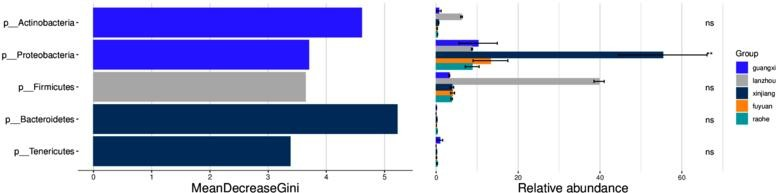 p__Actinobacteria
ns
p__Proteobacteria
**
p__Firmicutes
ns
p__Bacteroidetes
ns
p__Tenericutes
ns
Group
guangxi
lanzhou
xinjiang
fuyuan
raohe
0 1 2 3 4 5
MeanDecreaseGini
0 20 40 60
Relative abundance